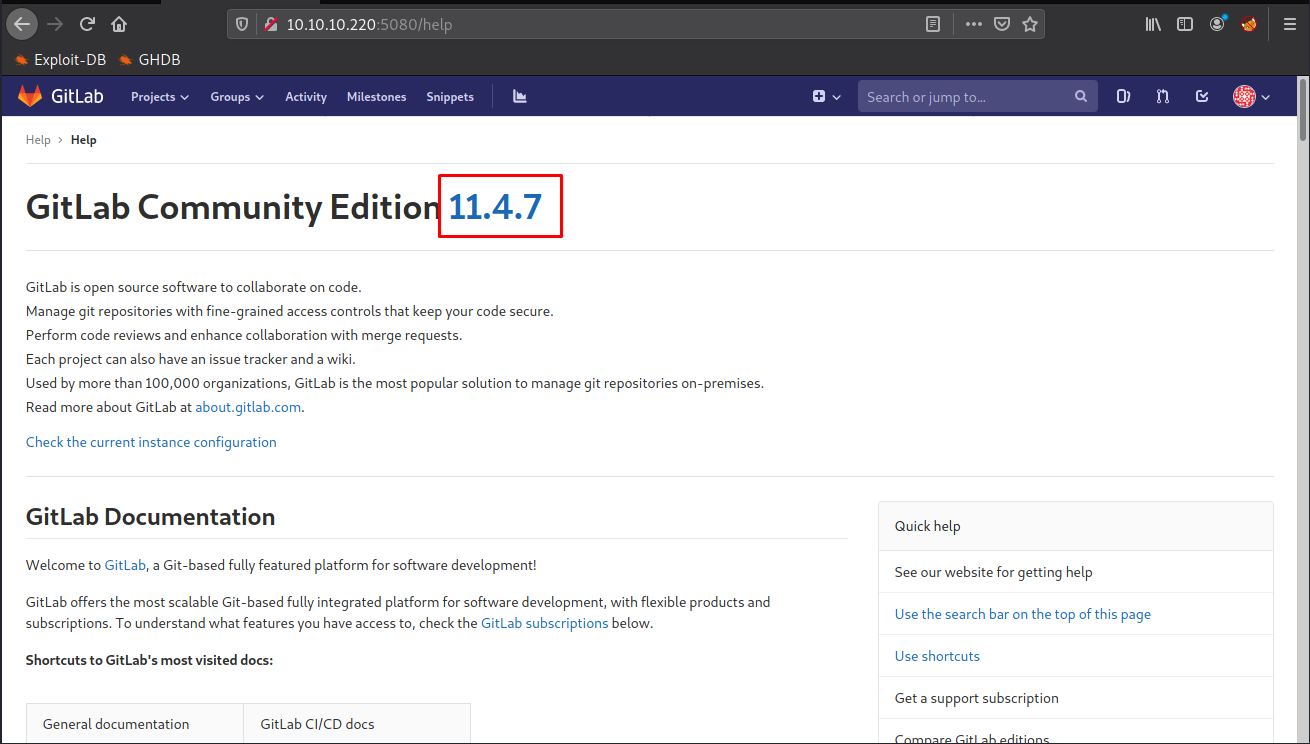 10.10.10.220:5080/help
Exploit-DB GHDB
GitLab Projects Groups Activity Milestones Snippets Search or jump to...
Help › Help
GitLab Community Edition 11.4.7
GitLab is open source software to collaborate on code.
Manage git repositories with fine-grained access controls that keep your code secure.
Perform code reviews and enhance collaboration with merge requests.
Each project can also have an issue tracker and a wiki.
Used by more than 100,000 organizations, GitLab is the most popular solution to manage git repositories on-premises.
Read more about GitLab at about.gitlab.com.
Check the current instance configuration
GitLab Documentation
Welcome to GitLab, a Git-based fully featured platform for software development!
GitLab offers the most scalable Git-based fully integrated platform for software development, with flexible products and
subscriptions. To understand what features you have access to, check the GitLab subscriptions below.
Shortcuts to GitLab's most visited docs:
General documentation GitLab CI/CD docs
Quick help
See our website for getting help
Use the search bar on the top of this page
Use shortcuts
Get a support subscription
Compare GitLab editions